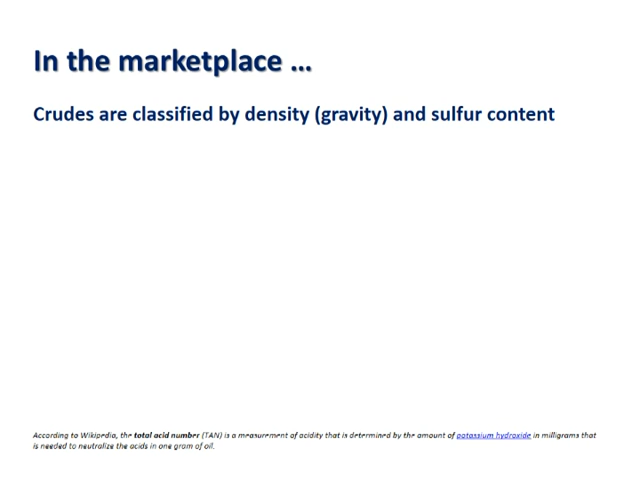 In the marketplace ...
Crudes are classified by density (gravity) and sulfur content
According to Wikipedia, the total acid number (TAN) is a measurement of acidity that is determined by the amount of potassium hydroxide in milligrams that
is needed to neutralize the acids in one gram of oil.